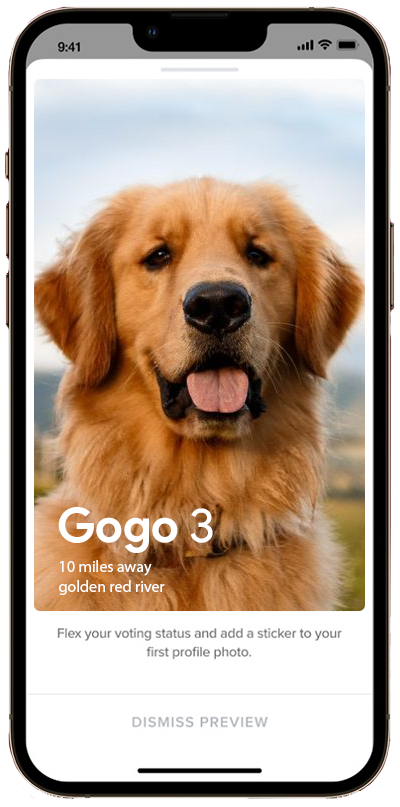 9:41
Gogo 3
10 miles away
golden red river
Flex your voting status and add a sticker to your
first profile photo.
DISMISS PREVIEW